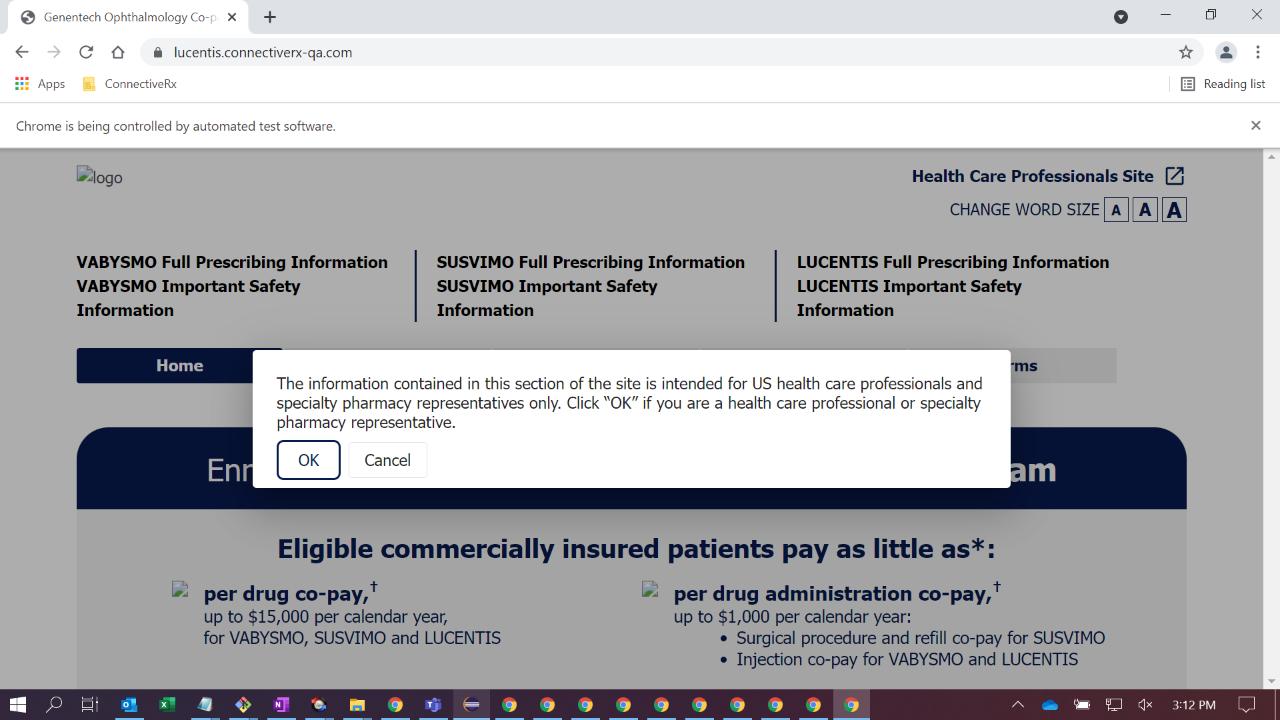 Genentech Ophthalmology Co-p
lucentis.connectiverx-qa.com
Apps
ConnectiveRx
Reading list
Chrome is being controlled by automated test software.
logo
Health Care Professionals Site
CHANGE WORD SIZE A A A
VABYSMO Full Prescribing Information
VABYSMO Important Safety
Information
SUSVIMO Full Prescribing Information
SUSVIMO Important Safety
Information
LUCENTIS Full Prescribing Information
LUCENTIS Important Safety
Information
Home
rms
The information contained in this section of the site is intended for US health care professionals and
specialty pharmacy representatives only. Click “OK” if you are a health care professional or specialty
pharmacy representative.
OK
Cancel
Enr
am
Eligible commercially insured patients pay as little as*:
per drug co-pay,†
up to $15,000 per calendar year,
for VABYSMO, SUSVIMO and LUCENTIS
per drug administration co-pay,†
up to $1,000 per calendar year:
• Surgical procedure and refill co-pay for SUSVIMO
• Injection co-pay for VABYSMO and LUCENTIS
3:12 PM